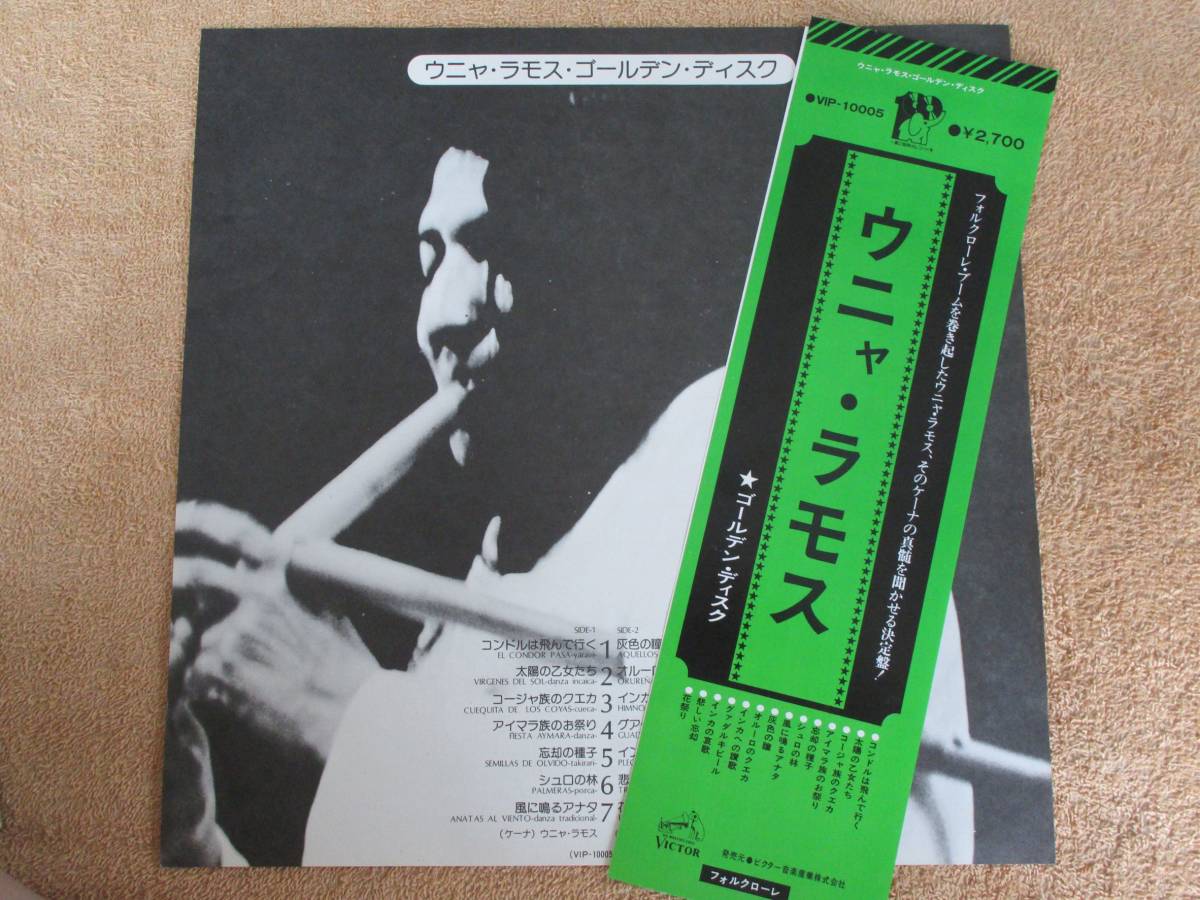 ウニャ・ラモス・ゴールデン・ディスク
SIDE-1
コンドルは飛んで行く 1
EL CONDOR PASA-yaravi-
太陽の乙女たち 2
VIRGENES DEL SOL-danza incaica-
コージャ族のクエカ 3
CUEQUITA DE LOS COYAS-cueca-
アイマラ族のお祭り 4
FIESTA AYMARA-danza-
忘却の種子 5
SEMILLAS DE OLVIDO-takirari-
シュロの林 6
PALMERAS-porca-
風に鳴るアナタ 7
ANATAS AL VIENTO-danza tradicional-
(ケーナ) ウニャ・ラモス
SIDE-2
灰色の瞳
AQUELLOS
オルーロ
ORUREN
インカ
HIMNO
グア
GUAD
イン
悲
(VIP-10005
ウニャ・ラモス・ゴールデン・ディスク
●VIP-10005
●¥2,700
フォルクローレ・ブームを巻き起したウニャ・ラモス、そのケーナの真髄を聞かせる決定盤!
ウニャ・ラモス
★ゴールデン・ディスク
●コンドルは飛んで行く
●太陽の乙女たち
●コージャ族のクエカ
●アイマラ族のお祭り
●忘却の種子
●シュロの林
●風に鳴るアナタ
●灰色の瞳
●オルーロのクエカ
●インカへの讃歌
●グァダルキビール
●インカの哀歌
●悲しい忘却
●花祭り
VICTOR
発売元●ビクター音楽産業株式会社
フォルクローレ